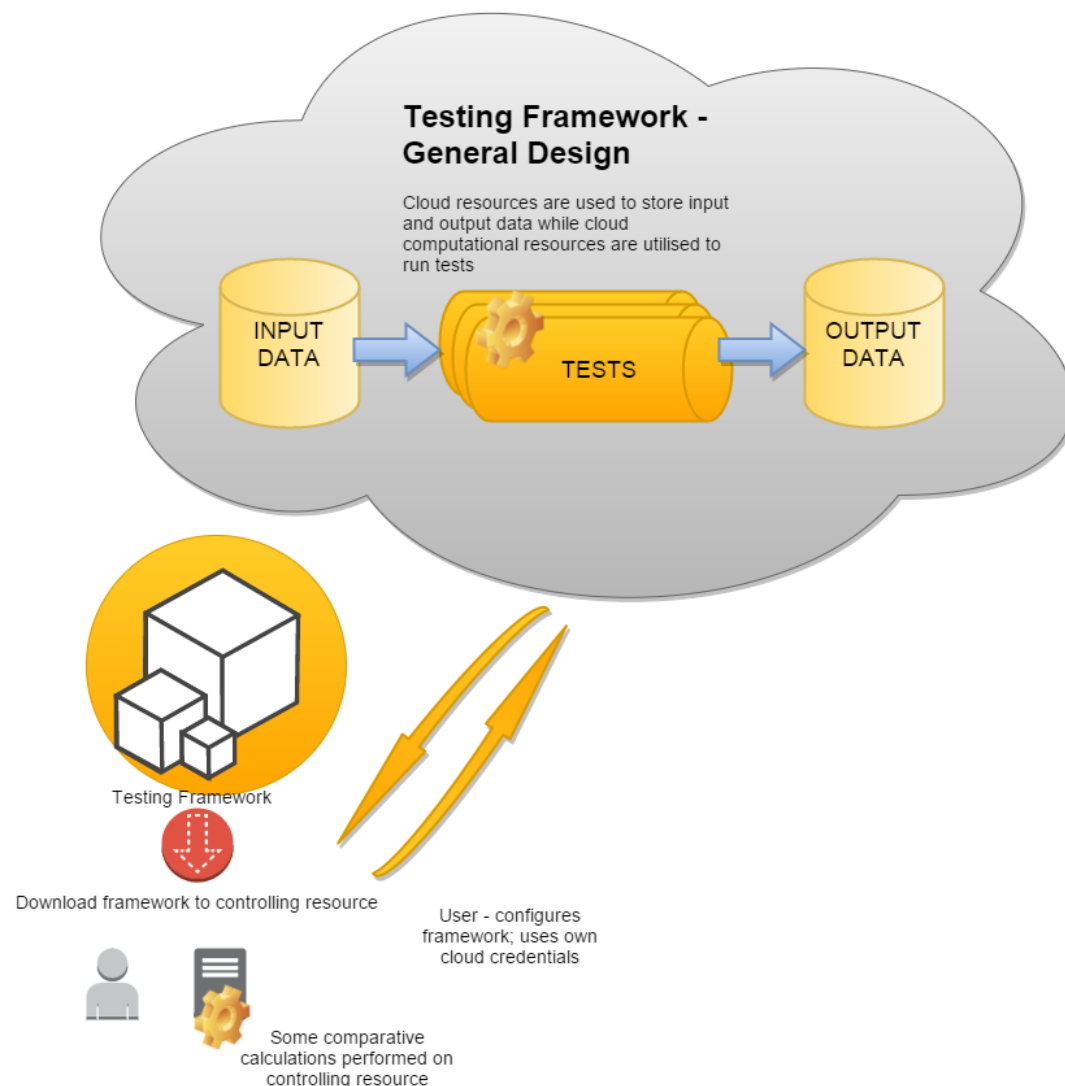 Testing Framework -
General Design
Cloud resources are used to store input
and output data while cloud
computational resources are utilised to
run tests
INPUT
DATA
TESTS
OUTPUT
DATA
Testing Framework
Download framework to controlling resource
User - configures
framework; uses own
cloud credentials
Some comparative
calculations performed on
controlling resource